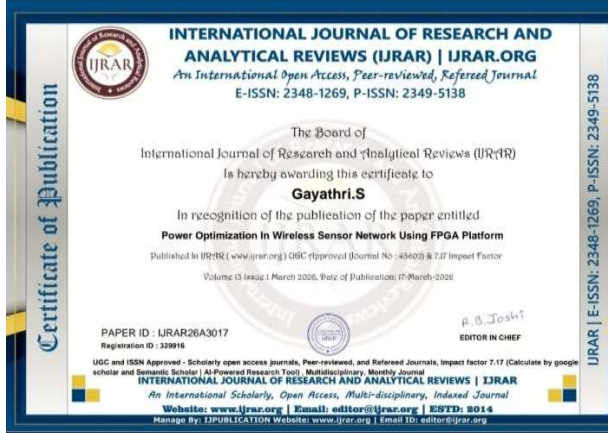 INTERNATIONAL JOURNAL OF RESEARCH AND
ANALYTICAL REVIEWS (IJRAR) | IJRAR.ORG
An International Open Access, Peer-reviewed, Refereed Journal
E-ISSN: 2348-1269, P-ISSN: 2349-5138
IJRAR
Certificate of Publication
The Board of
International Journal of Research and Analytical Reviews (IJRAR)
Is hereby awarding this certificate to
Gayathri.S
In recognition of the publication of the paper entitled
Power Optimization In Wireless Sensor Network Using FPGA Platform
Published In IJRAR ( www.ijrar.org ) UGC Approved (Journal No : 43602) & 7.17 Impact Factor
Volume 13 Issue 1 March 2026, Date of Publication: 17-March-2026
PAPER ID : IJRAR26A3017
Registration ID : 329916
R.B.Joshi
EDITOR IN CHIEF
UGC and ISSN Approved - Scholarly open access journals, Peer-reviewed, and Refereed Journals, Impact factor 7.17 (Calculate by google
scholar and Semantic Scholar | AI-Powered Research Tool) , Multidisciplinary, Monthly Journal
INTERNATIONAL JOURNAL OF RESEARCH AND ANALYTICAL REVIEWS | IJRAR
An International Scholarly, Open Access, Multi-disciplinary, Indexed Journal
Website: www.ijrar.org | Email: editor@ijrar.org | ESTD: 2014
Manage By: IJPUBLICATION Website: www.ijrar.org | Email ID: editor@ijrar.org
IJRAR | E-ISSN: 2348-1269, P-ISSN: 2349-5138